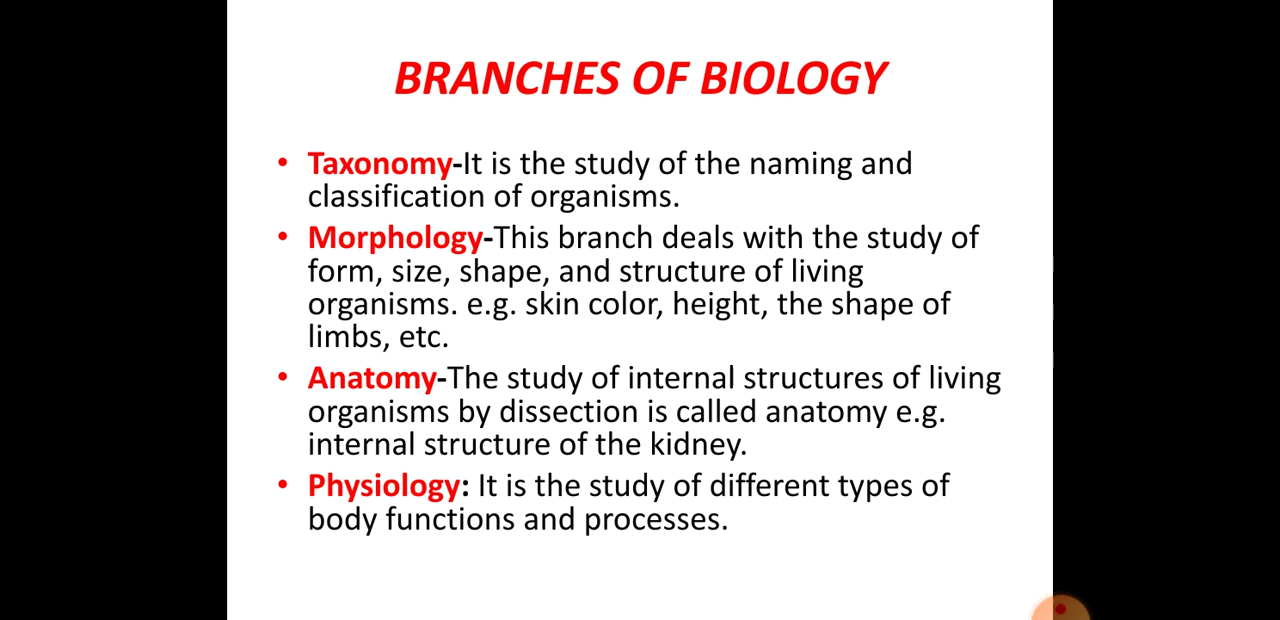 BRANCHES OF BIOLOGY
• Taxonomy-It is the study of the naming and
classification of organisms.
• Morphology-This branch deals with the study of
form, size, shape, and structure of living
organisms. e.g. skin color, height, the shape of
limbs, etc.
• Anatomy-The study of internal structures of living
organisms by dissection is called anatomy e.g.
internal structure of the kidney.
• Physiology: It is the study of different types of
body functions and processes.